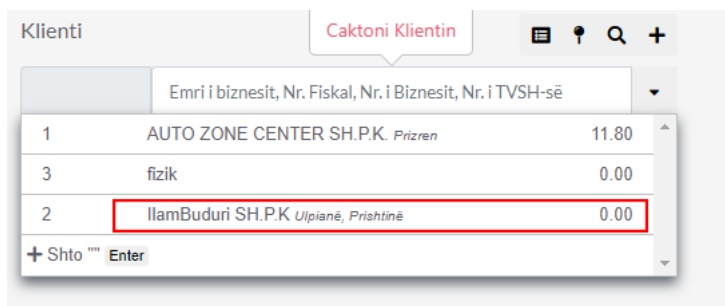 Klienti
Caktoni Klientin
Emri i biznesit, Nr. Fiskal, Nr. i Biznesit, Nr. i TVSH-së
1 AUTO ZONE CENTER SH.P.K. Prizren 11.80
3 fizik 0.00
2 IlamBuduri SH.P.K Ulpianë, Prishtinë 0.00
+ Shto "" Enter